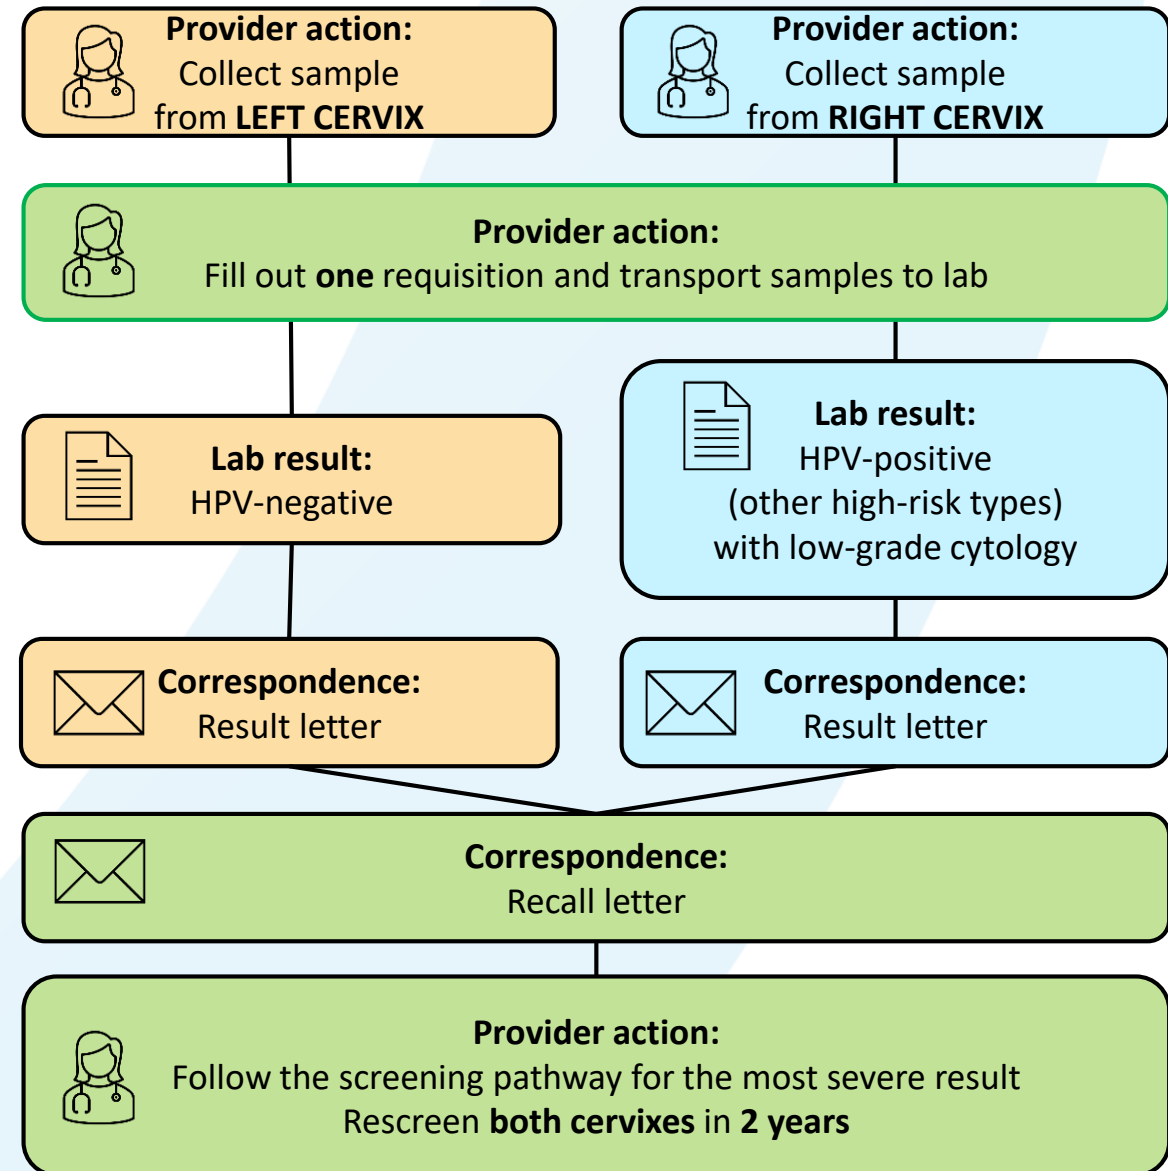 Provider action:
Collect sample
from LEFT CERVIX
Provider action:
Collect sample
from RIGHT CERVIX
Provider action:
Fill out one requisition and transport samples to lab
Lab result:
HPV-negative
Lab result:
HPV-positive
(other high-risk types)
with low-grade cytology
Correspondence:
Result letter
Correspondence:
Result letter
Correspondence:
Recall letter
Provider action:
Follow the screening pathway for the most severe result
Rescreen both cervixes in 2 years